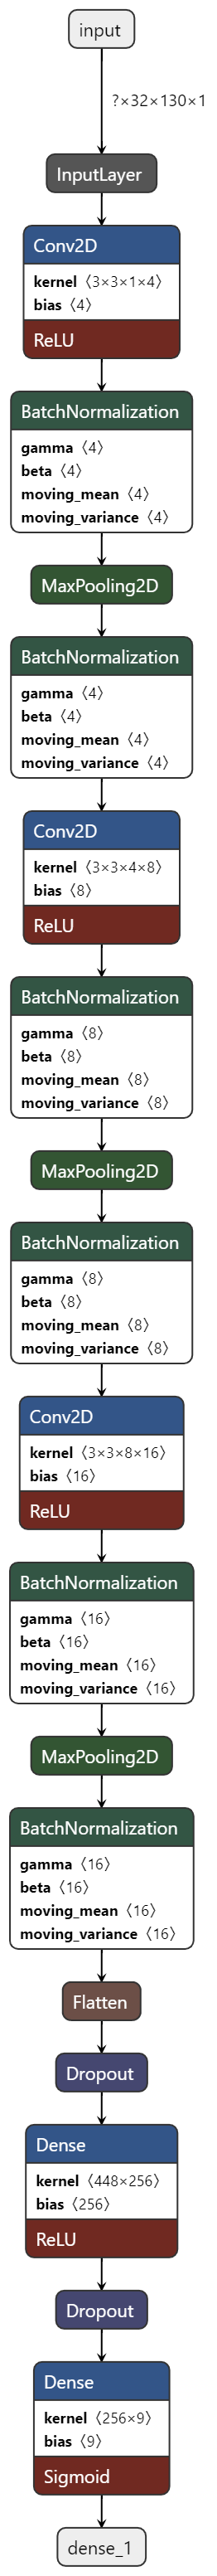 input
?×32×130×1
InputLayer
Conv2D
kernel〈3×3×1×4〉
bias〈4〉
ReLU
BatchNormalization
gamma〈4〉
beta〈4〉
moving_mean〈4〉
moving_variance〈4〉
MaxPooling2D
BatchNormalization
gamma〈4〉
beta〈4〉
moving_mean〈4〉
moving_variance〈4〉
Conv2D
kernel〈3×3×4×8〉
bias〈8〉
ReLU
BatchNormalization
gamma〈8〉
beta〈8〉
moving_mean〈8〉
moving_variance〈8〉
MaxPooling2D
BatchNormalization
gamma〈8〉
beta〈8〉
moving_mean〈8〉
moving_variance〈8〉
Conv2D
kernel〈3×3×8×16〉
bias〈16〉
ReLU
BatchNormalization
gamma〈16〉
beta〈16〉
moving_mean〈16〉
moving_variance〈16〉
MaxPooling2D
BatchNormalization
gamma〈16〉
beta〈16〉
moving_mean〈16〉
moving_variance〈16〉
Flatten
Dropout
Dense
kernel〈448×256〉
bias〈256〉
ReLU
Dropout
Dense
kernel〈256×9〉
bias〈9〉
Sigmoid
dense_1